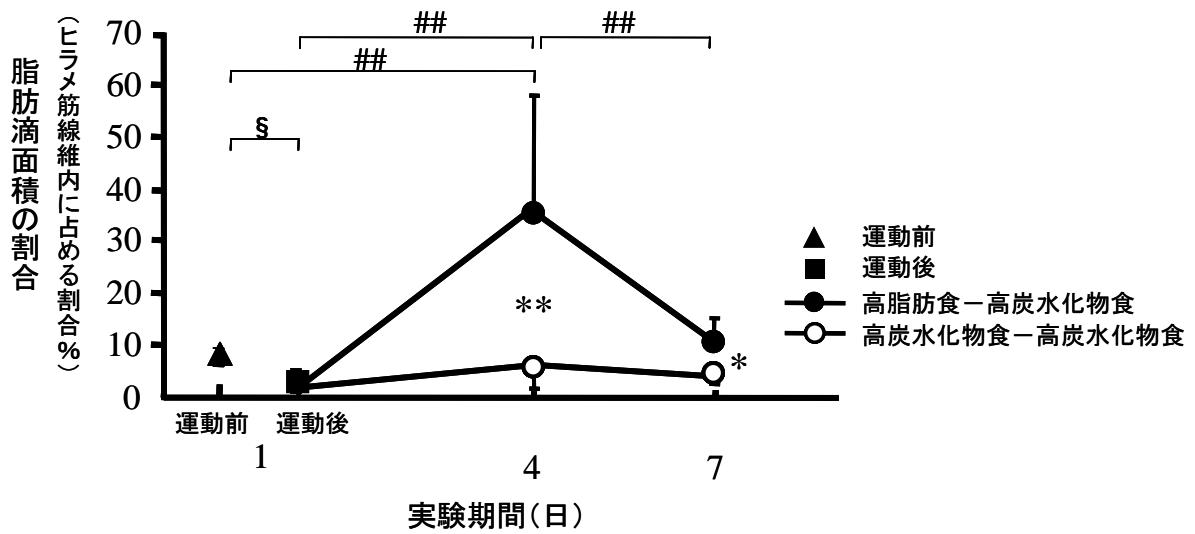 脂肪滴面積の割合
（ヒラメ筋線維内に占める割合%）
70
60
50
40
30
20
10
0
##
##
##
§
**
*
運動前
運動後
1
4
7
実験期間（日）
運動前
運動後
高脂肪食－高炭水化物食
高炭水化物食－高炭水化物食